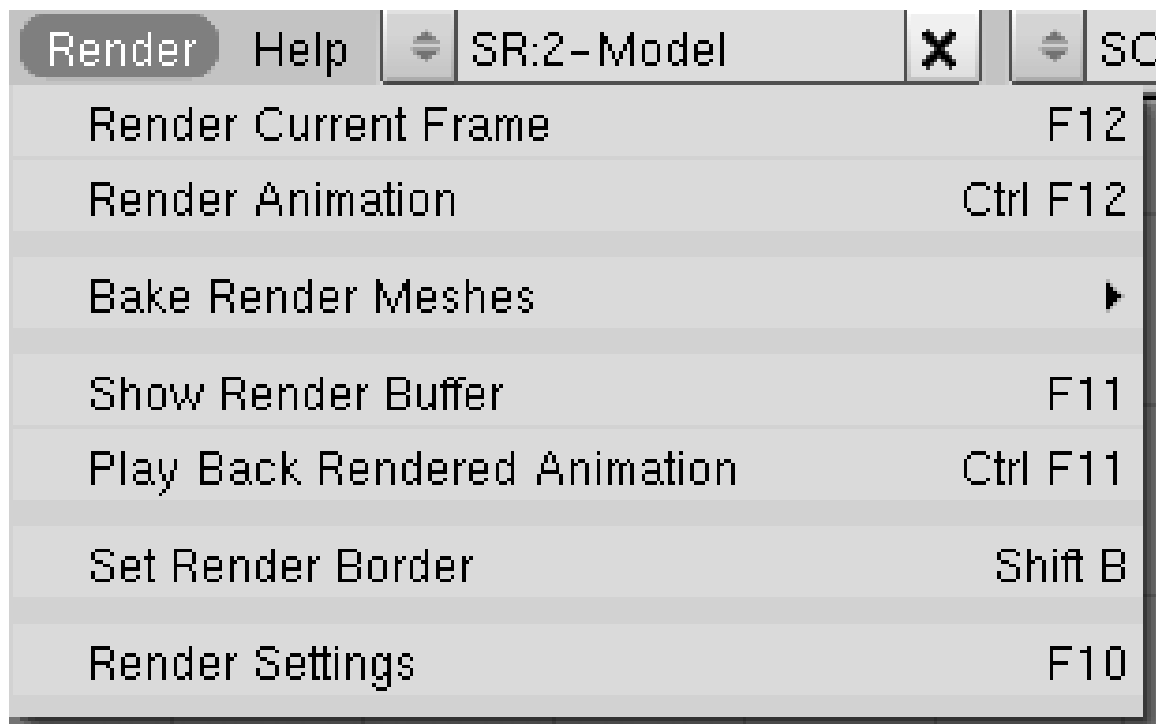 Render Help SR:2-Model SC
Render Current Frame F12
Render Animation Ctrl F12
Bake Render Meshes
Show Render Buffer F11
Play Back Rendered Animation Ctrl F11
Set Render Border Shift B
Render Settings F10